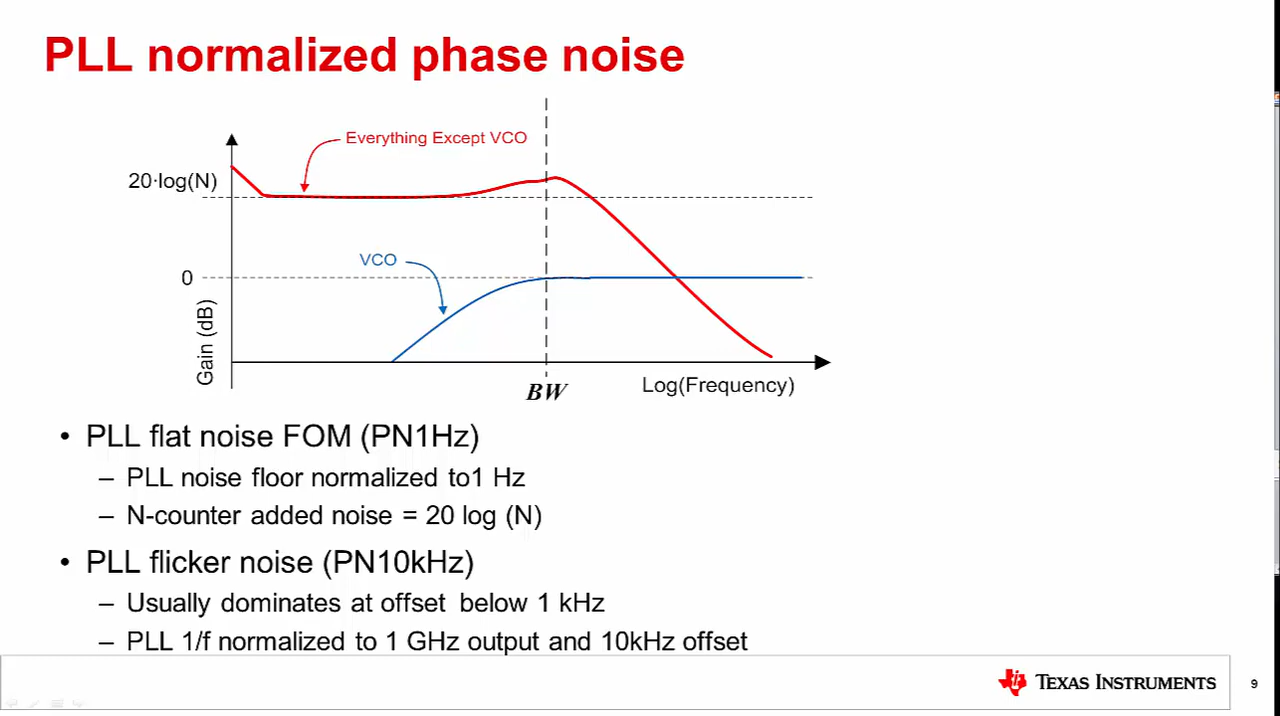 PLL normalized phase noise
Everything Except VCO
20·log(N)
VCO
0
Gain (dB)
BW
Log(Frequency)
• PLL flat noise FOM (PN1Hz)
– PLL noise floor normalized to1 Hz
– N-counter added noise = 20 log (N)
• PLL flicker noise (PN10kHz)
– Usually dominates at offset below 1 kHz
– PLL 1/f normalized to 1 GHz output and 10kHz offset
TEXAS INSTRUMENTS
9